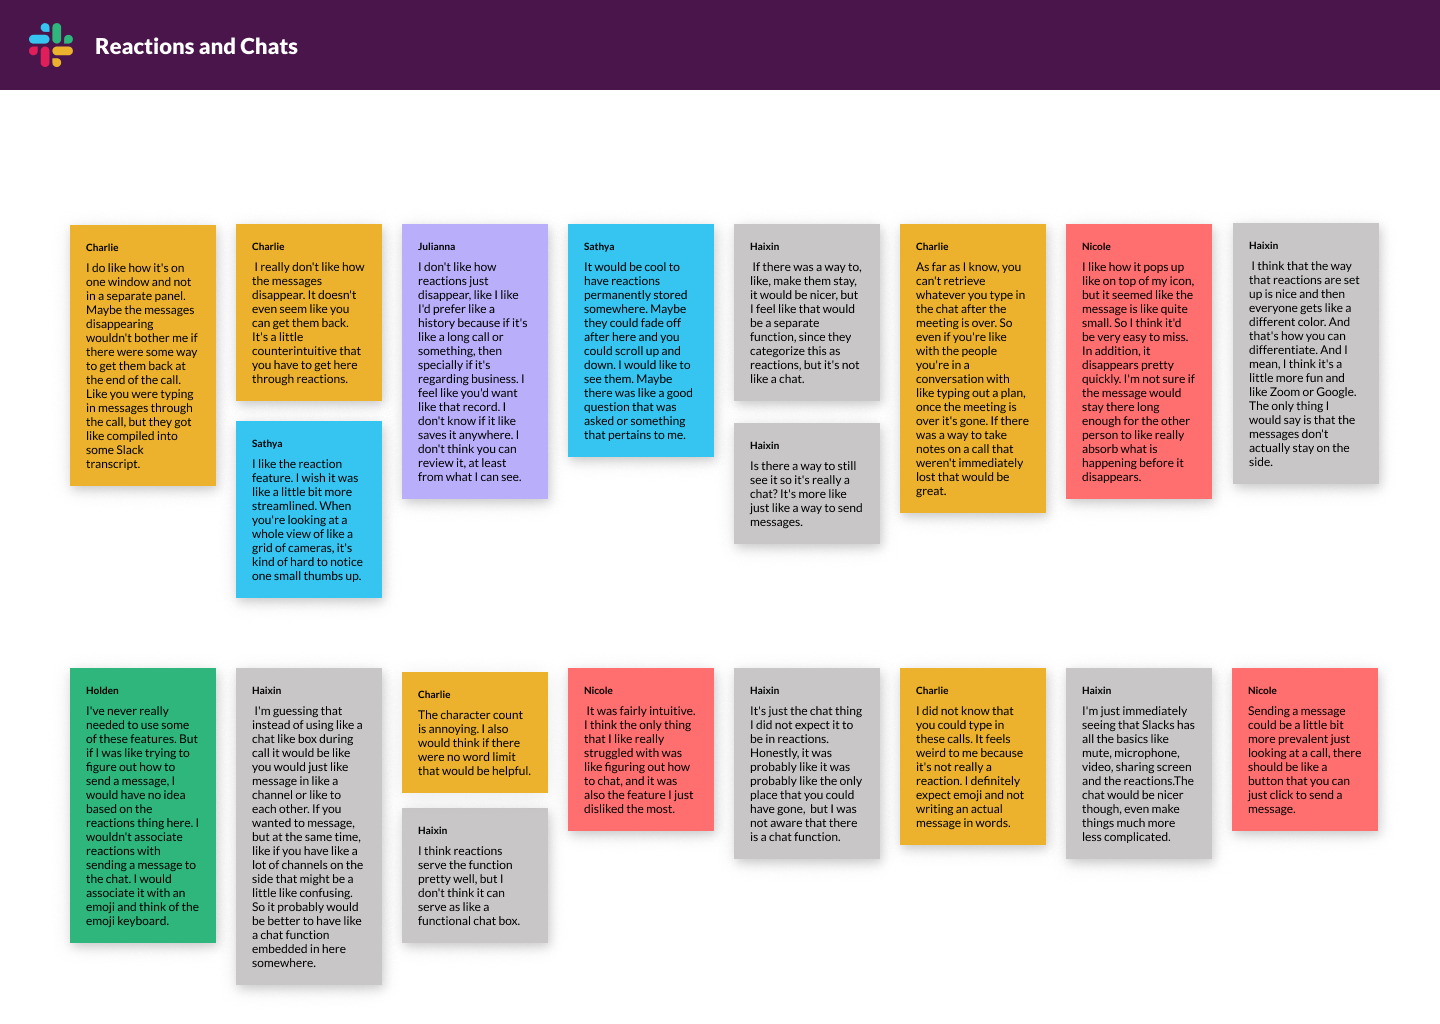 Reactions and Chats
Charlie
I do like how it's on
one window and not
in a separate panel.
Maybe the messages
disappearing
wouldn't bother me if
there were some way
to get them back at
the end of the call.
Like you were typing
in messages through
the call, but they got
like compiled into
some Slack
transcript.
Charlie
I really don't like how
the messages
disappear. It doesn't
even seem like you
can get them back.
It's a little
counterintuitive that
you have to get here
through reactions.
Sathya
I like the reaction
feature. I wish it was
like a little bit more
streamlined. When
you're looking at a
whole view of like a
grid of cameras, it's
kind of hard to notice
one small thumbs up.
Julianna
I don't like how
reactions just
disappear, like I like
I'd prefer like a
history because if it's
like a long call or
something, then
specially if it's
regarding business. I
feel like you'd want
like that record. I
don't know if it like
saves it anywhere. I
don't think you can
review it, at least
from what I can see.
Sathya
It would be cool to
have reactions
permanently stored
somewhere. Maybe
they could fade off
after here and you
could scroll up and
down. I would like to
see them. Maybe
there was like a good
question that was
asked or something
that pertains to me.
Haixin
If there was a way to,
like, make them stay,
it would be nicer, but
I feel like that would
be a separate
function, since they
categorize this as
reactions, but it's not
like a chat.
Haixin
Is there a way to still
see it so it's really a
chat? It's more like
just like a way to send
messages.
Charlie
As far as I know, you
can't retrieve
whatever you type in
the chat after the
meeting is over. So
even if you're like
with the people
you're in a
conversation with
like typing out a plan,
once the meeting is
over it's gone. If there
was a way to take
notes on a call that
weren't immediately
lost that would be
great.
Nicole
I like how it pops up
like on top of my icon,
but it seemed like the
message is like quite
small. So I think it'd
be very easy to miss.
In addition, it
disappears pretty
quickly. I'm not sure if
the message would
stay there long
enough for the other
person to like really
absorb what is
happening before it
disappears.
Haixin
I think that the way
that reactions are set
up is nice and then
everyone gets like a
different color. And
that's how you can
differentiate. And I
mean, I think it's a
little more fun and
like Zoom or Google.
The only thing I
would say is that the
messages don't
actually stay on the
side.
Holden
I've never really
needed to use some
of these features. But
if I was like trying to
figure out how to
send a message, I
would have no idea
based on the
reactions thing here. I
wouldn't associate
reactions with
sending a message to
the chat. I would
associate it with an
emoji and think of the
emoji keyboard.
Haixin
I'm guessing that
instead of using like a
chat like box during
call it would be like
you would just like
message in like a
channel or like to
each other. If you
wanted to message,
but at the same time,
like if you have like a
lot of channels on the
side that might be a
little like confusing.
So it probably would
be better to have like
a chat function
embedded in here
somewhere.
Charlie
The character count
is annoying. I also
would think if there
were no word limit
that would be helpful.
Haixin
I think reactions
serve the function
pretty well, but I
don't think it can
serve as like a
functional chat box.
Nicole
It was fairly intuitive.
I think the only thing
that I like really
struggled with was
like figuring out how
to chat, and it was
also the feature I just
disliked the most.
Haixin
It's just the chat thing
I did not expect it to
be in reactions.
Honestly, it was
probably like it was
probably like the only
place that you could
have gone, but I was
not aware that there
is a chat function.
Charlie
I did not know that
you could type in
these calls. It feels
weird to me because
it's not really a
reaction. I definitely
expect emoji and not
writing an actual
message in words.
Haixin
I'm just immediately
seeing that Slacks has
all the basics like
mute, microphone,
video, sharing screen
and the reactions.The
chat would be nicer
though, even make
things much more
less complicated.
Nicole
Sending a message
could be a little bit
more prevalent just
looking at a call, there
should be like a
button that you can
just click to send a
message.